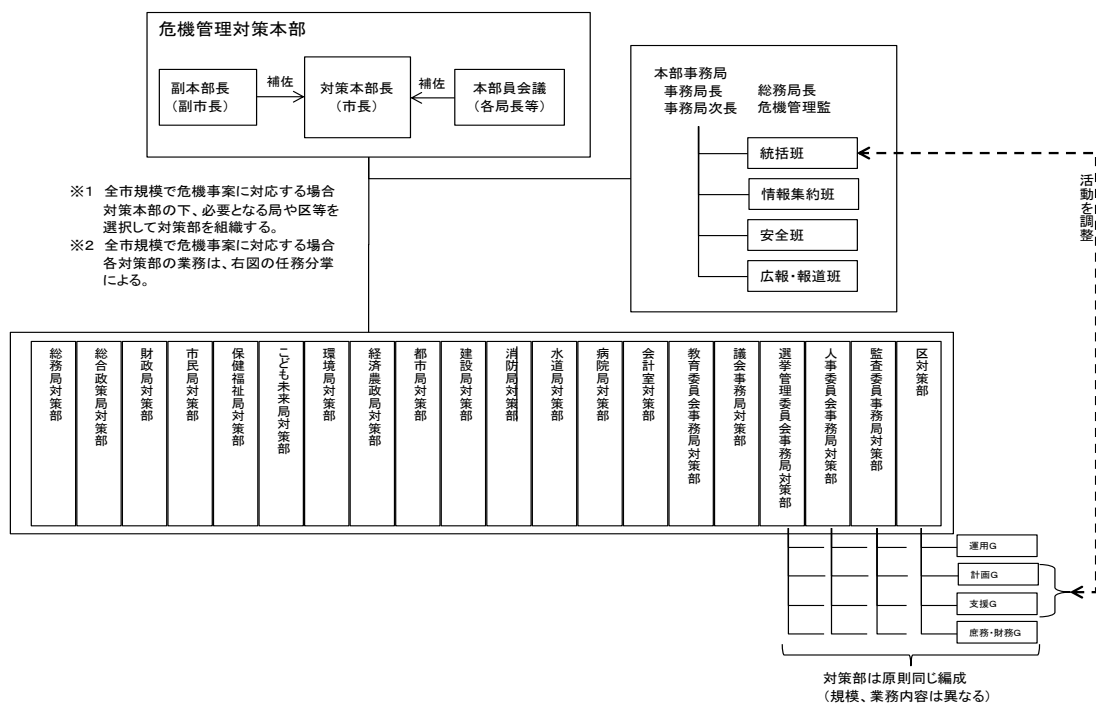 危機管理対策本部
副本部長
（副市長）
補佐
対策本部長
（市長）
補佐
本部員会議
（各局長等）
本部事務局
事務局長 総務局長
事務局次長 危機管理監
統括班
情報集約班
安全班
広報・報道班
活動を調整
※1 全市規模で危機事案に対応する場合
対策本部の下、必要となる局や区等を
選択して対策部を組織する。
※2 全市規模で危機事案に対応する場合
各対策部の業務は、右図の任務分掌
による。
総務局対策部
総合政策局対策部
財政局対策部
市民局対策部
保健福祉局対策部
こども未来局対策部
環境局対策部
経済農政局対策部
都市局対策部
建設局対策部
消防局対策部
水道局対策部
病院局対策部
会計室対策部
教育委員会事務局対策部
議会事務局対策部
選挙管理委員会事務局対策部
人事委員会事務局対策部
監査委員事務局対策部
区対策部
運用G
計画G
支援G
庶務・財務G
対策部は原則同じ編成
（規模、業務内容は異なる）